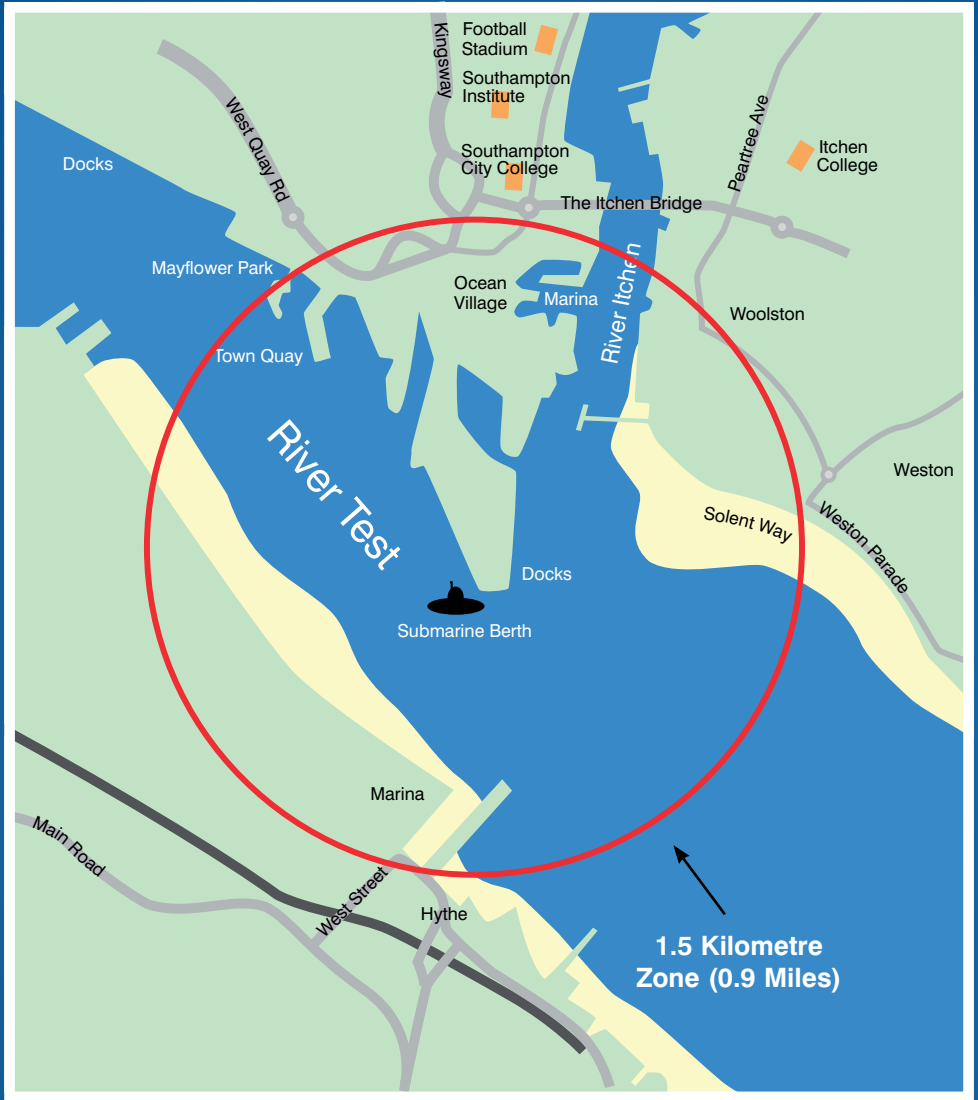 Football
Stadium
Kingsway
Southampton
Institute
West Quay Rd
Peartree Ave
Southampton
City College
Itchen
College
Docks
The Itchen Bridge
Mayflower Park
Ocean
Village
Marina
River Itchen
Woolston
Town Quay
River Test
Weston
Solent Way
Weston Parade
Docks
Submarine Berth
Marina
Main Road
West Street
Hythe
1.5 Kilometre
Zone (0.9 Miles)